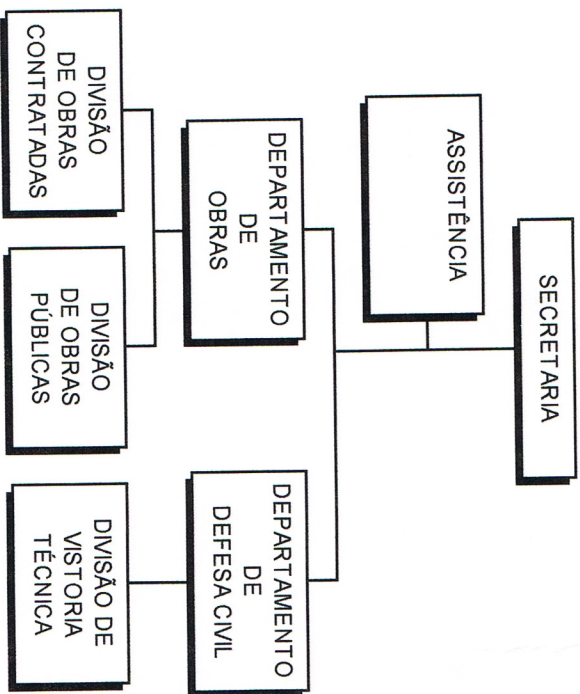 SECRETARIA
ASSISTÊNCIA
DEPARTAMENTO
DE
OBRAS
DEPARTAMENTO
DE
DEFESA CIVIL
DIVISÃO
DE OBRAS
CONTRATADAS
DIVISÃO
DE OBRAS
PÚBLICAS
DIVISÃO DE
VISTORIA
TÉCNICA